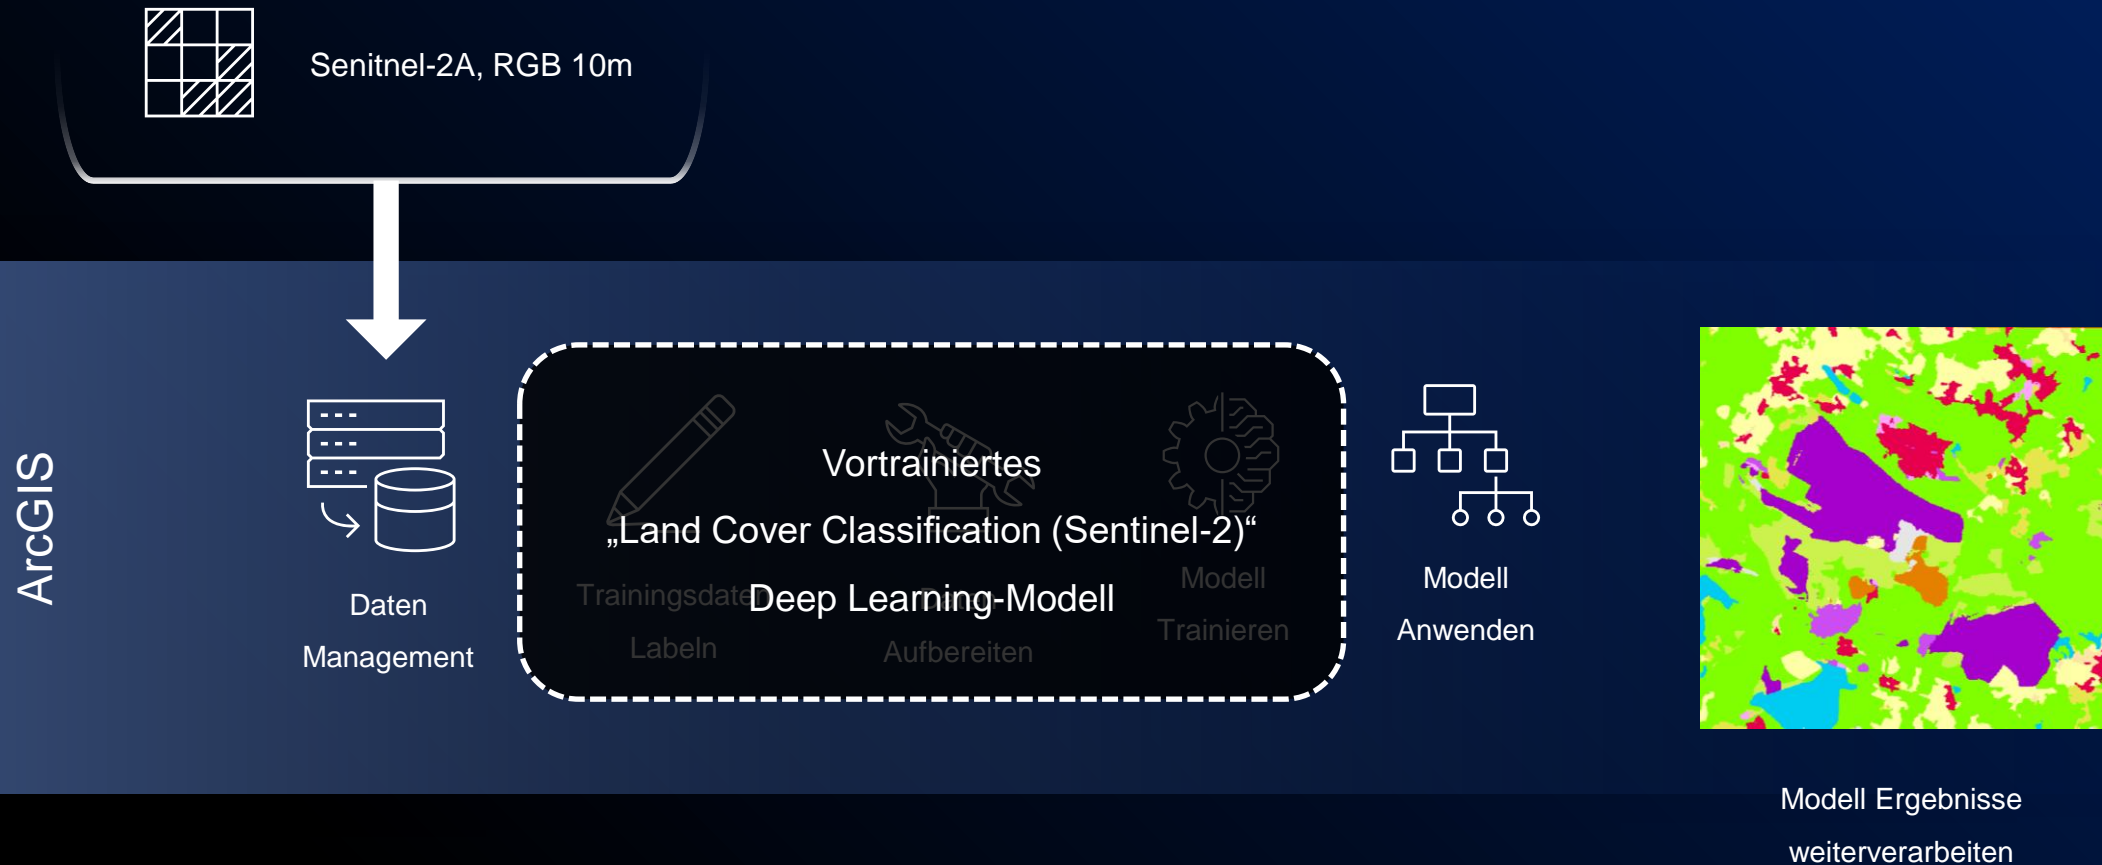 Senitnel-2A, RGB 10m
ArcGIS
Daten
Management
Vortrainiertes
„Land Cover Classification (Sentinel-2)“
Deep Learning-Modell
Trainingsdaten
Labeln
Daten
Aufbereiten
Modell
Trainieren
Modell
Anwenden
Modell Ergebnisse
weiterverarbeiten